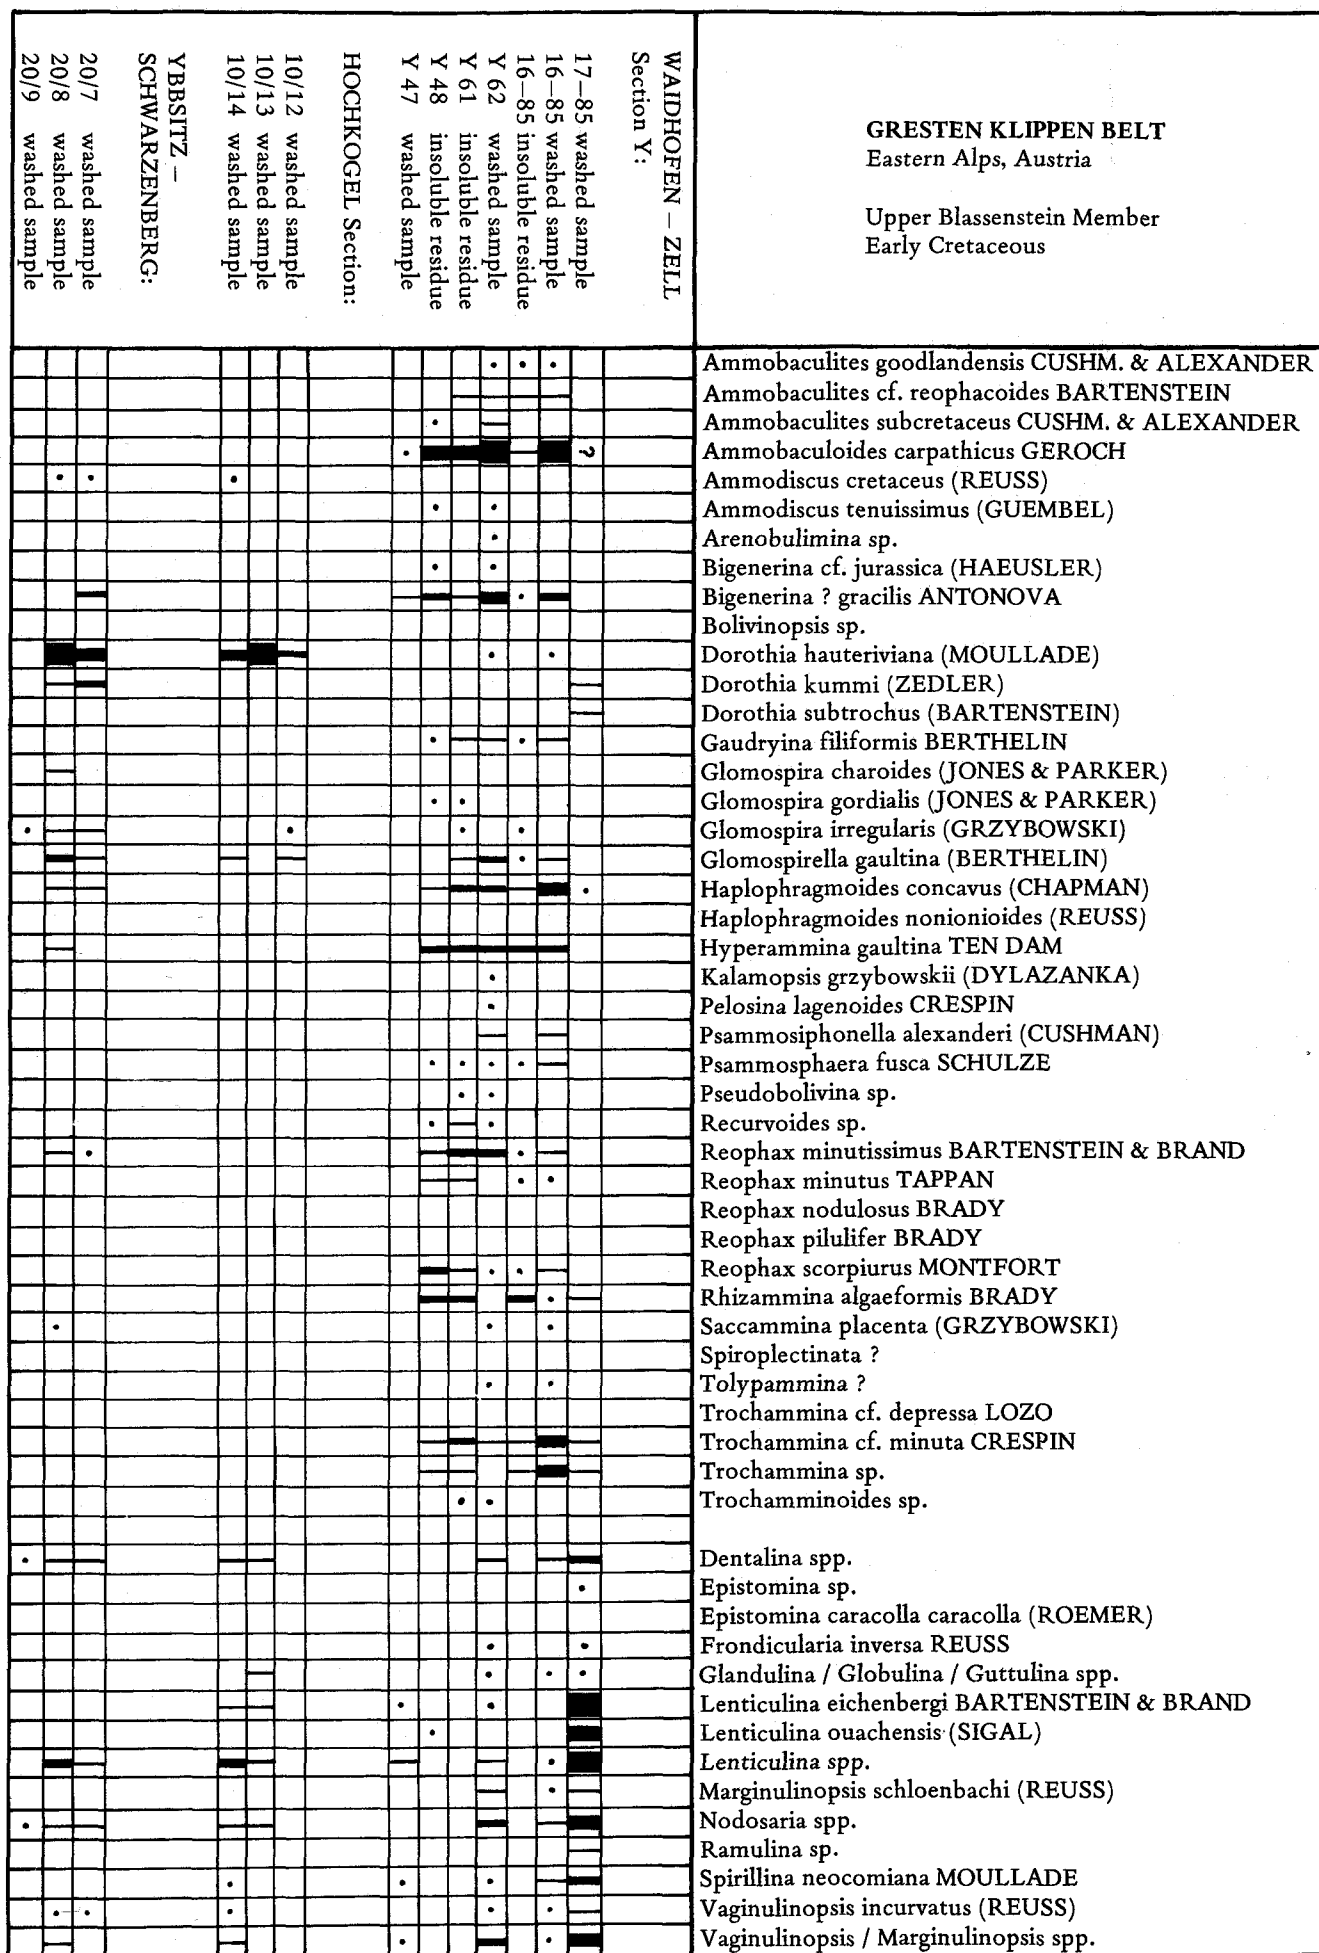 GRESTEN KLIPPEN BELT
Eastern Alps, Austria
Upper Blassenstein Member
Early Cretaceous
WAIDHOFEN – ZELL
Section Y:
17–85 washed sample
16–85 washed sample
16–85 insoluble residue
Y 62 washed sample
Y 61 insoluble residue
Y 48 insoluble residue
Y 47 washed sample
HOCHKOGEL Section:
10/12 washed sample
10/13 washed sample
10/14 washed sample
YBBSITZ –
SCHWARZENBERG:
20/7 washed sample
20/8 washed sample
20/9 washed sample
Ammobaculites goodlandensis CUSHM. & ALEXANDER
Ammobaculites cf. reophacoides BARTENSTEIN
Ammobaculites subcretaceus CUSHM. & ALEXANDER
? Ammobaculoides carpathicus GEROCH
Ammodiscus cretaceus (REUSS)
Ammodiscus tenuissimus (GUEMBEL)
Arenobulimina sp.
Bigenerina cf. jurassica (HAEUSLER)
Bigenerina ? gracilis ANTONOVA
Bolivinopsis sp.
Dorothia hauteriviana (MOULLADE)
Dorothia kummi (ZEDLER)
Dorothia subtrochus (BARTENSTEIN)
Gaudryina filiformis BERTHELIN
Glomospira charoides (JONES & PARKER)
Glomospira gordialis (JONES & PARKER)
Glomospira irregularis (GRZYBOWSKI)
Glomospirella gaultina (BERTHELIN)
Haplophragmoides concavus (CHAPMAN)
Haplophragmoides nonionioides (REUSS)
Hyperammina gaultina TEN DAM
Kalamopsis grzybowskii (DYLAZANKA)
Pelosina lagenoides CRESPIN
Psammosiphonella alexanderi (CUSHMAN)
Psammosphaera fusca SCHULZE
Pseudobolivina sp.
Recurvoides sp.
Reophax minutissimus BARTENSTEIN & BRAND
Reophax minutus TAPPAN
Reophax nodulosus BRADY
Reophax pilulifer BRADY
Reophax scorpiurus MONTFORT
Rhizammina algaeformis BRADY
Saccammina placenta (GRZYBOWSKI)
Spiroplectinata ?
Tolypammina ?
Trochammina cf. depressa LOZO
Trochammina cf. minuta CRESPIN
Trochammina sp.
Trochamminoides sp.
Dentalina spp.
Epistomina sp.
Epistomina caracolla caracolla (ROEMER)
Frondicularia inversa REUSS
Glandulina / Globulina / Guttulina spp.
Lenticulina eichenbergi BARTENSTEIN & BRAND
Lenticulina ouachensis (SIGAL)
Lenticulina spp.
Marginulinopsis schloenbachi (REUSS)
Nodosaria spp.
Ramulina sp.
Spirillina neocomiana MOULLADE
Vaginulinopsis incurvatus (REUSS)
Vaginulinopsis / Marginulinopsis spp.